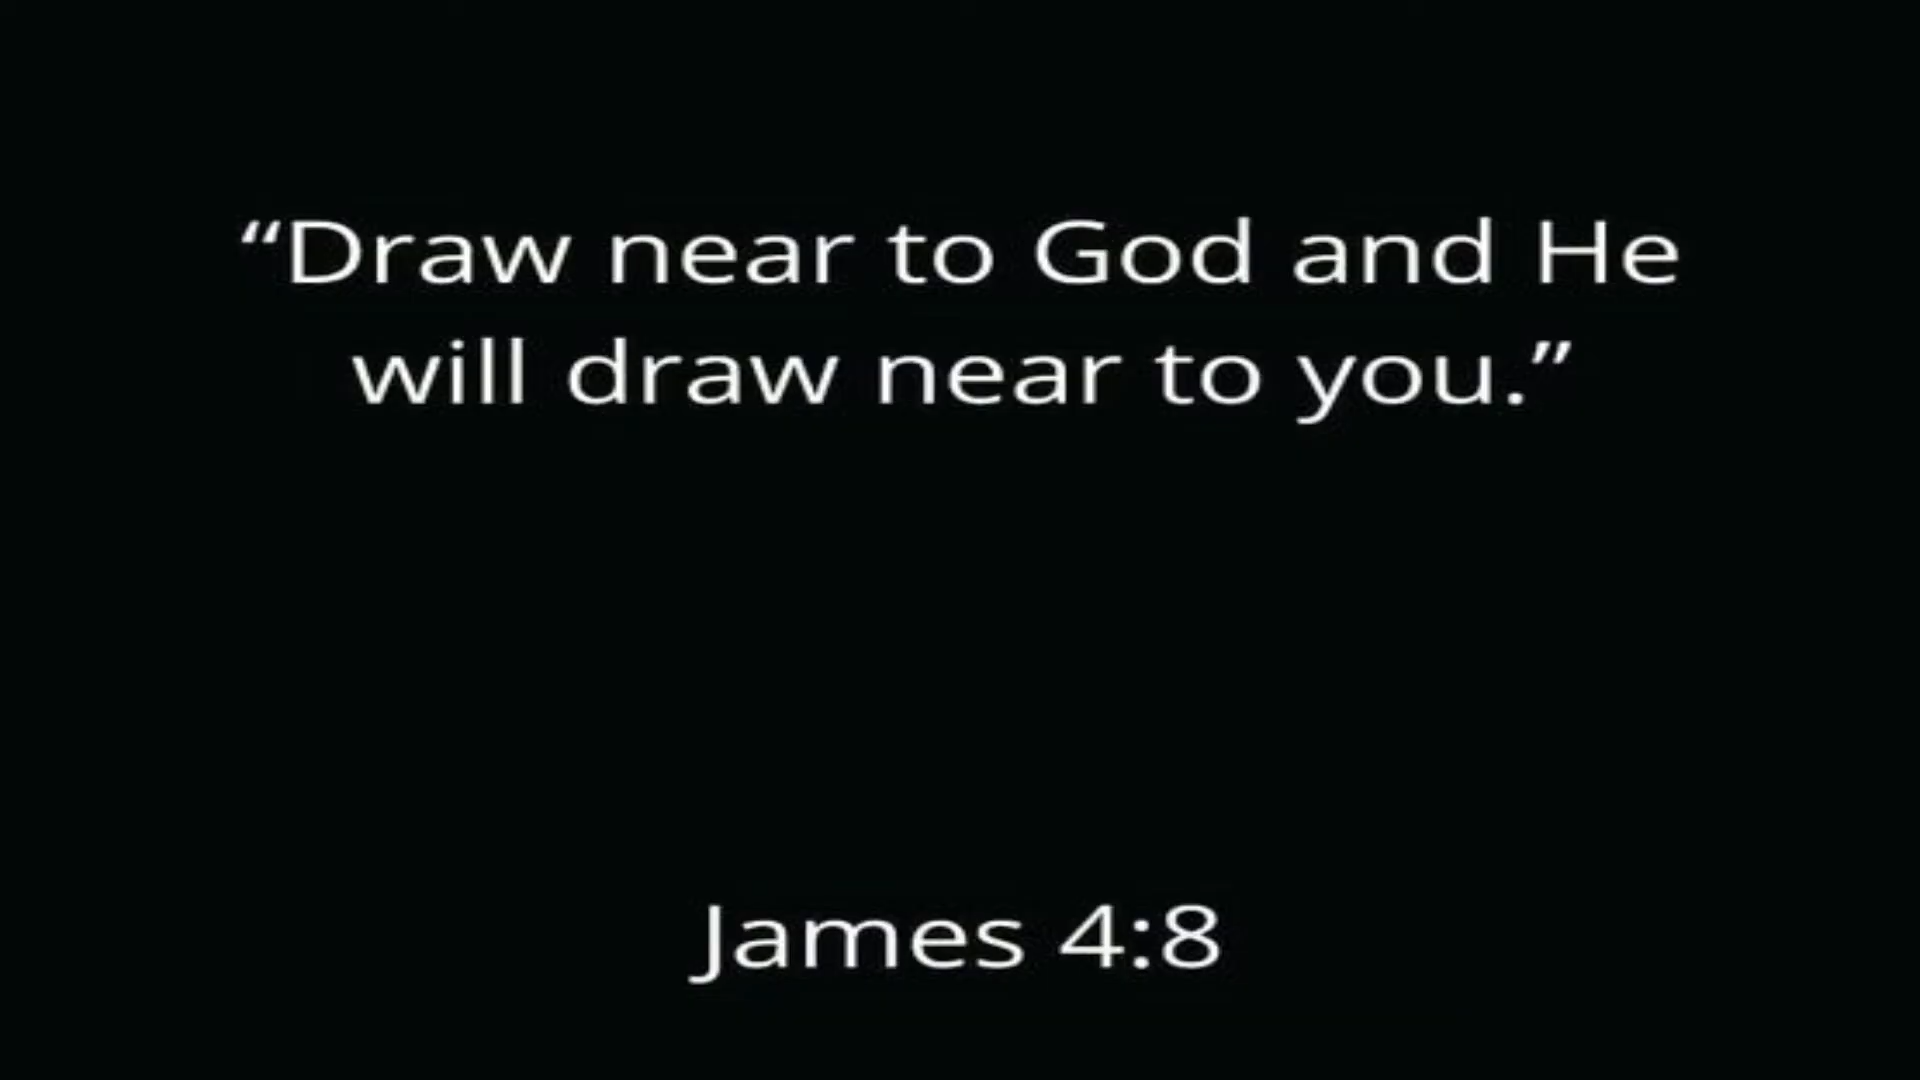 “Draw near to God and He
will draw near to you.”
James 4:8